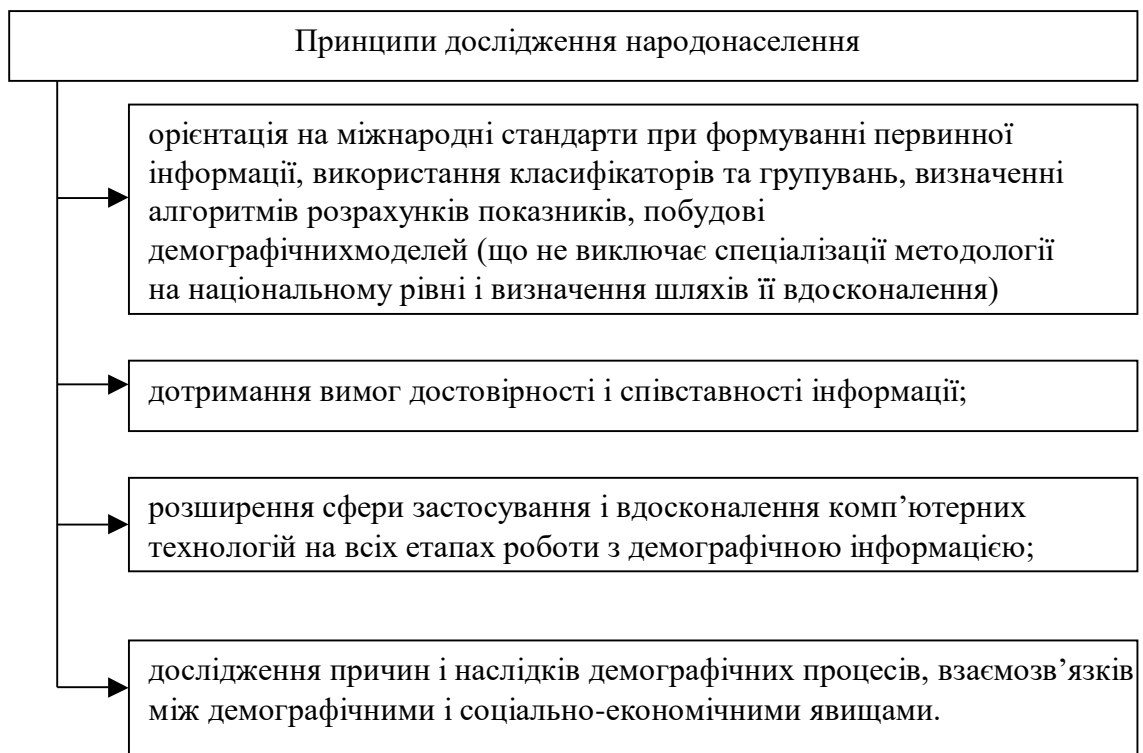 Принципи дослідження народонаселення
орієнтація на міжнародні стандарти при формуванні первинної
інформації, використання класифікаторів та групувань, визначенні
алгоритмів розрахунків показників, побудові
демографічнихмоделей (що не виключає спеціалізації методології
на національному рівні і визначення шляхів її вдосконалення)
дотримання вимог достовірності і співставності інформації;
розширення сфери застосування і вдосконалення комп’ютерних
технологій на всіх етапах роботи з демографічною інформацією;
дослідження причин і наслідків демографічних процесів, взаємозв’язків
між демографічними і соціально-економічними явищами.